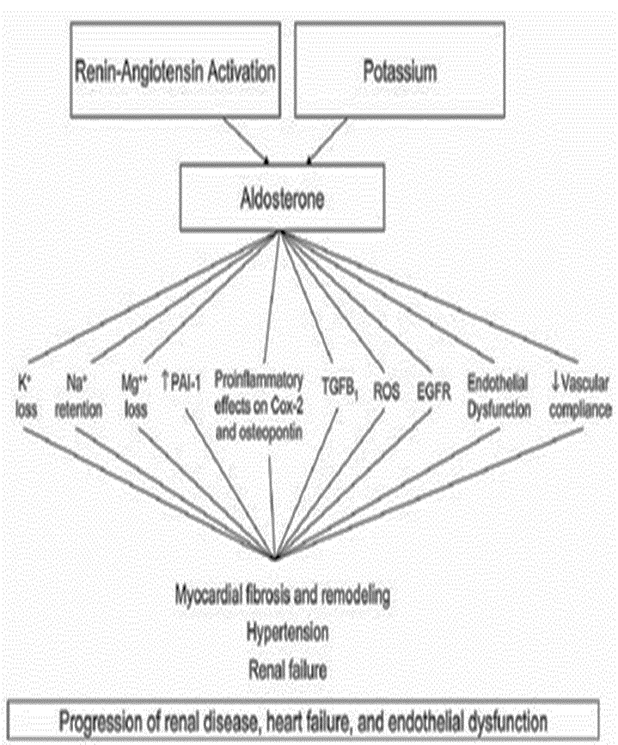 Renin-Angiotensin Activation
Potassium
Aldosterone
K⁺
loss
Na⁺
retention
Mg⁺⁺
loss
↑PAI-1
Proinflammatory
effects on Cox-2
and osteopontin
TGFB₁
ROS
EGFR
Endothelial
Dysfunction
↓Vascular
compliance
Myocardial fibrosis and remodeling
Hypertension
Renal failure
Progression of renal disease, heart failure, and endothelial dysfunction